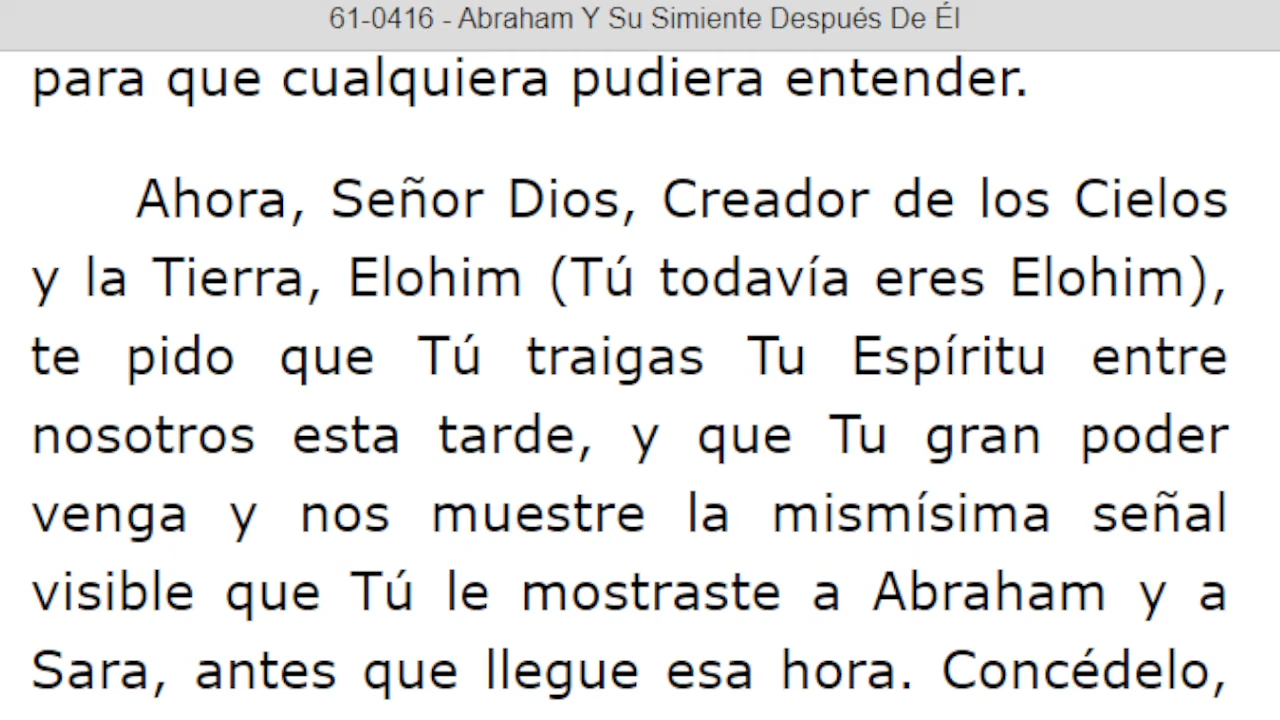 61-0416 - Abraham Y Su Simiente Después De Él
para que cualquiera pudiera entender.
Ahora, Señor Dios, Creador de los Cielos
y la Tierra, Elohim (Tú todavía eres Elohim),
te pido que Tú traigas Tu Espíritu entre
nosotros esta tarde, y que Tu gran poder
venga y nos muestre la mismísima señal
visible que Tú le mostraste a Abraham y a
Sara, antes que llegue esa hora. Concédelo,